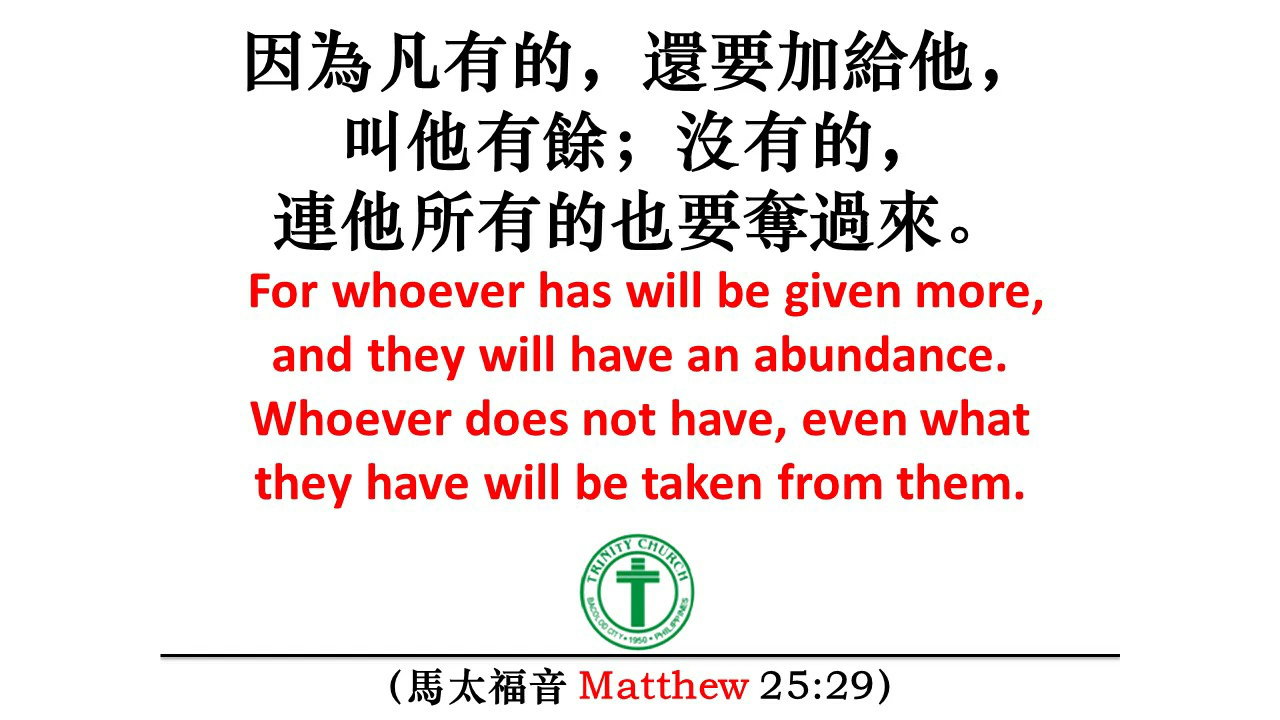 因為凡有的，還要加給他，
叫他有餘；沒有的，
連他所有的也要奪過來。
For whoever has will be given more,
and they will have an abundance.
Whoever does not have, even what
they have will be taken from them.
TRINITY CHURCH
BACOLOD CITY • 1950 • PHILIPPINES
(馬太福音 Matthew 25:29)